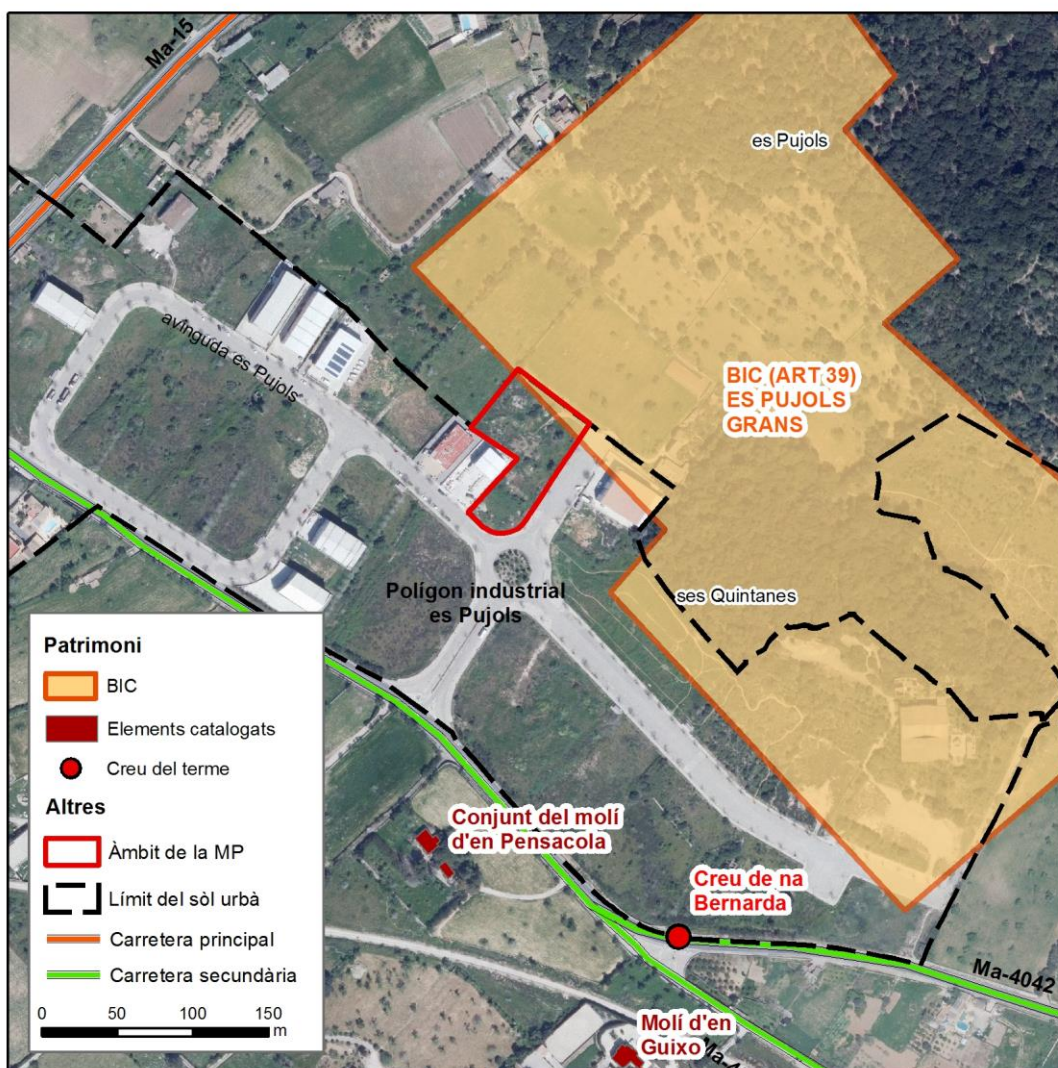 Ma-15
es Pujols
avinguda es Pujols
BIC (ART 39)
ES PUJOLS
GRANS
Polígon industrial
es Pujols
ses Quintanes
Patrimoni
BIC
Elements catalogats
Creu del terme
Altres
Àmbit de la MP
Límit del sòl urbà
Carretera principal
Carretera secundària
0 50 100 150
m
Conjunt del molí
d'en Pensacola
Creu de na
Bernarda
Ma-4042
Molí d'en
Guixo